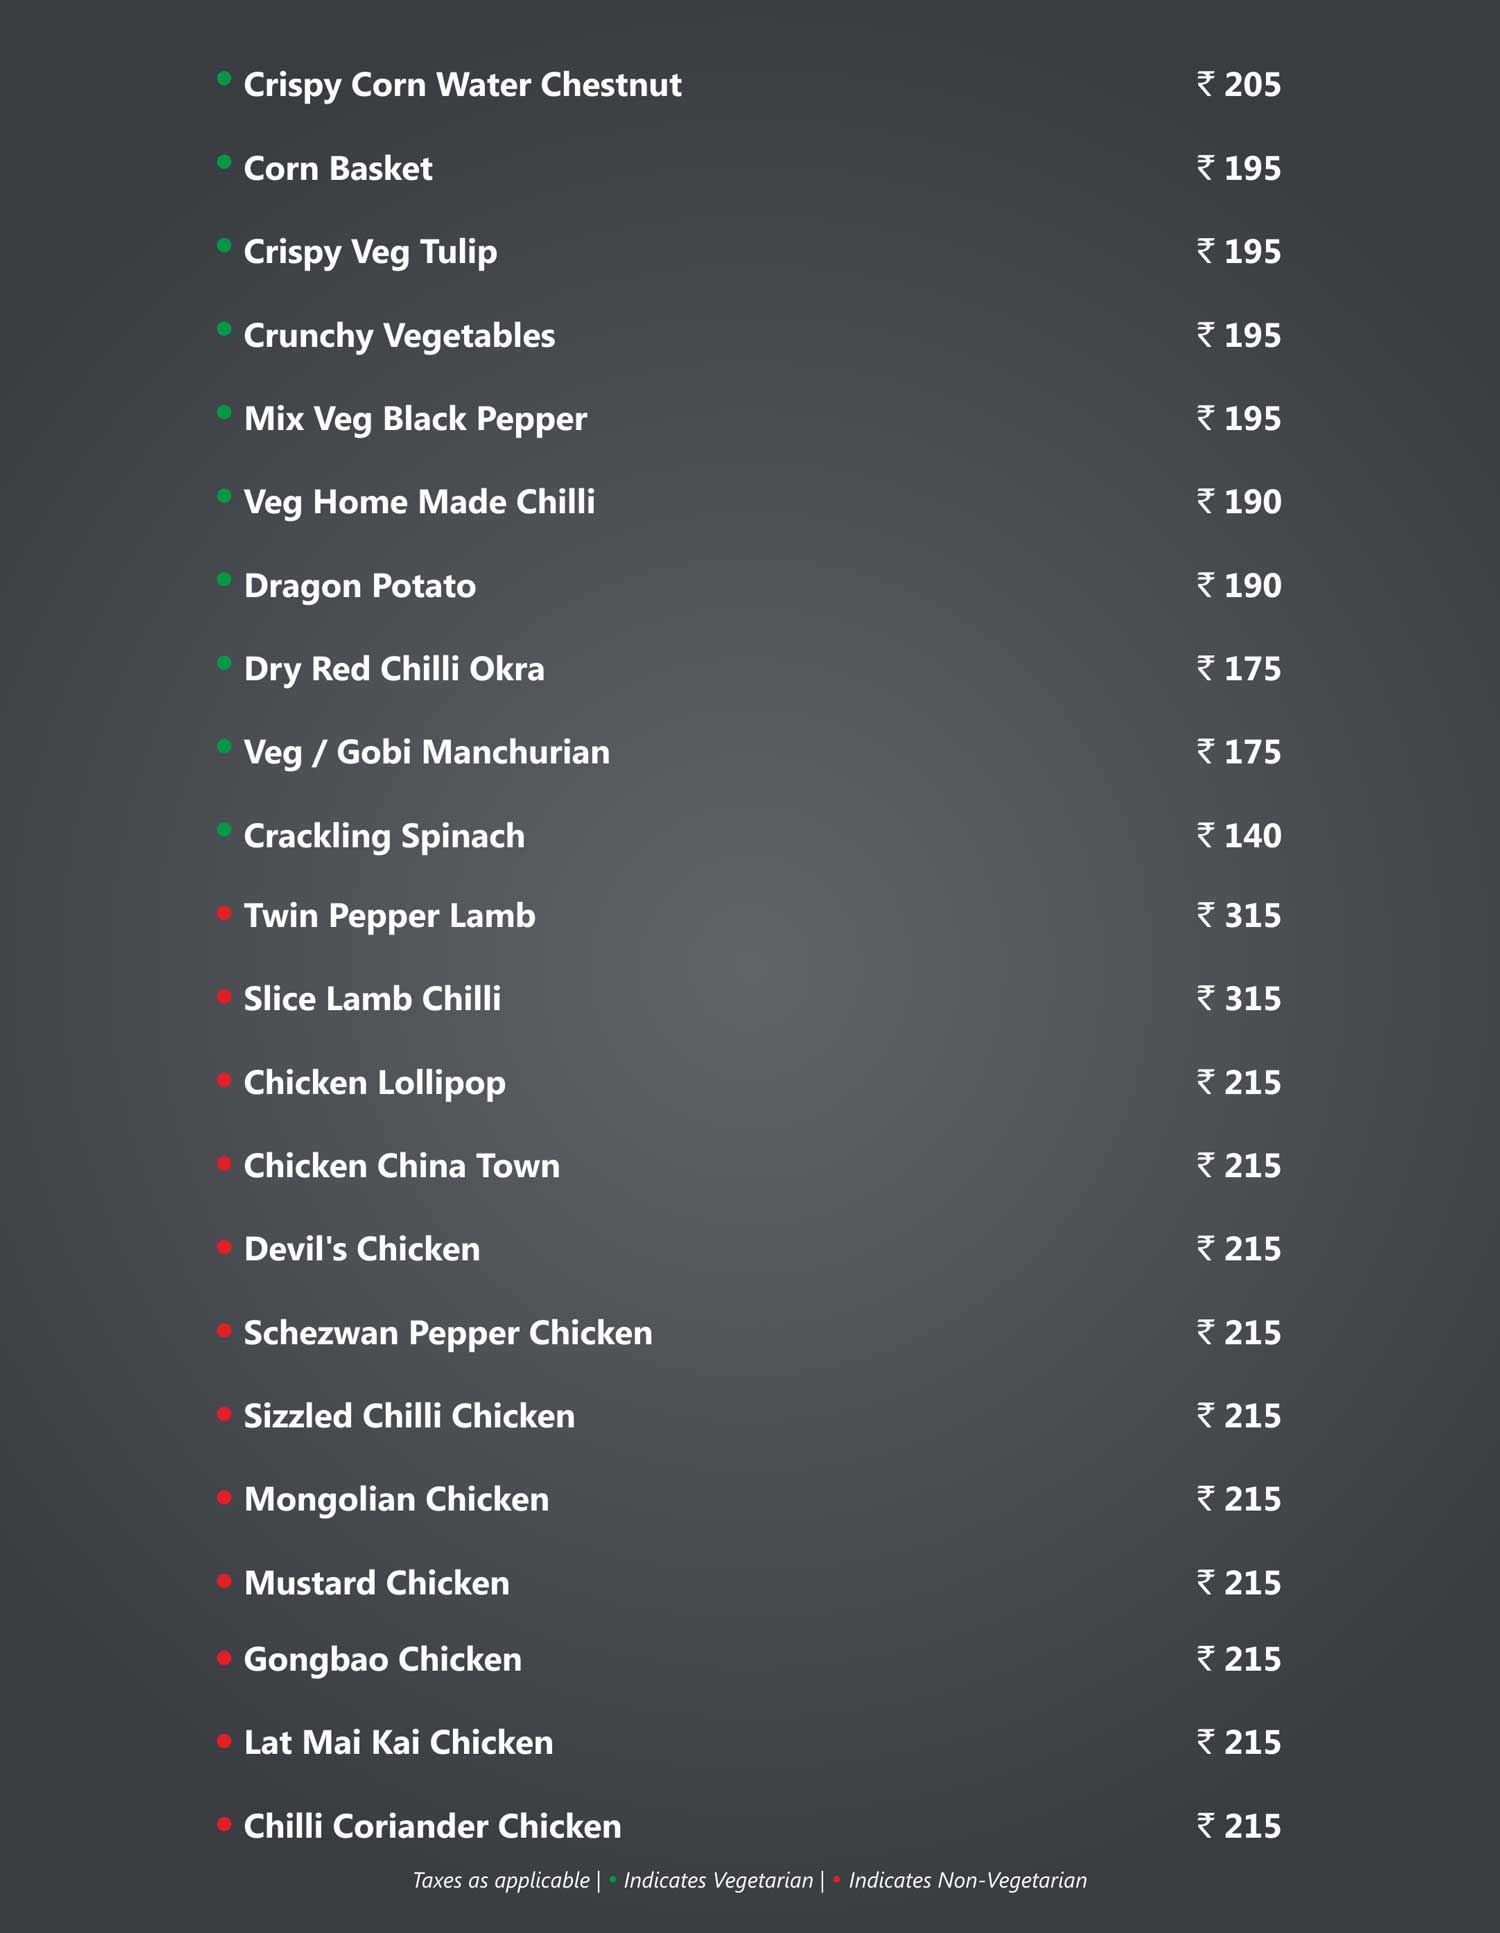 • Crispy Corn Water Chestnut ₹ 205
• Corn Basket ₹ 195
• Crispy Veg Tulip ₹ 195
• Crunchy Vegetables ₹ 195
• Mix Veg Black Pepper ₹ 195
• Veg Home Made Chilli ₹ 190
• Dragon Potato ₹ 190
• Dry Red Chilli Okra ₹ 175
• Veg / Gobi Manchurian ₹ 175
• Crackling Spinach ₹ 140
• Twin Pepper Lamb ₹ 315
• Slice Lamb Chilli ₹ 315
• Chicken Lollipop ₹ 215
• Chicken China Town ₹ 215
• Devil's Chicken ₹ 215
• Schezwan Pepper Chicken ₹ 215
• Sizzled Chilli Chicken ₹ 215
• Mongolian Chicken ₹ 215
• Mustard Chicken ₹ 215
• Gongbao Chicken ₹ 215
• Lat Mai Kai Chicken ₹ 215
• Chilli Coriander Chicken ₹ 215
Taxes as applicable | • Indicates Vegetarian | • Indicates Non-Vegetarian